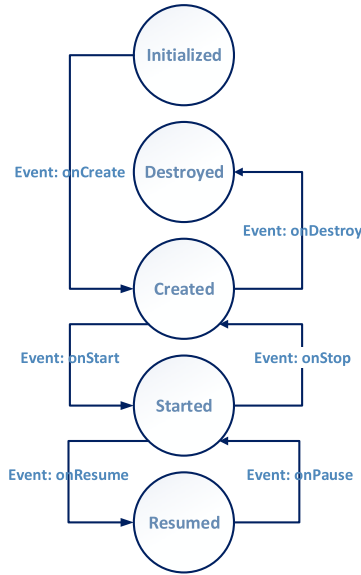 Initialized
Event: onCreate
Destroyed
Event: onDestroy
Created
Event: onStart
Event: onStop
Started
Event: onResume
Event: onPause
Resumed